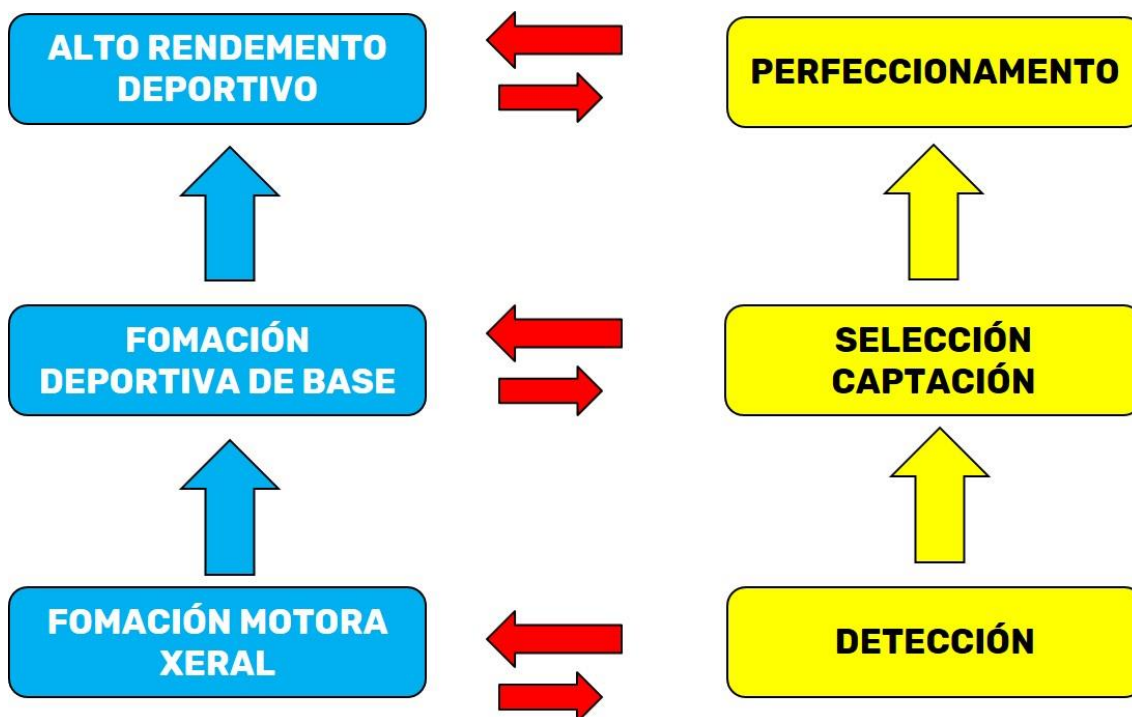 ALTO RENDEMENTO
DEPORTIVO
PERFECCIONAMENTO
FOMACIÓN
DEPORTIVA DE BASE
SELECCIÓN
CAPTACIÓN
FOMACIÓN MOTORA
XERAL
DETECCIÓN